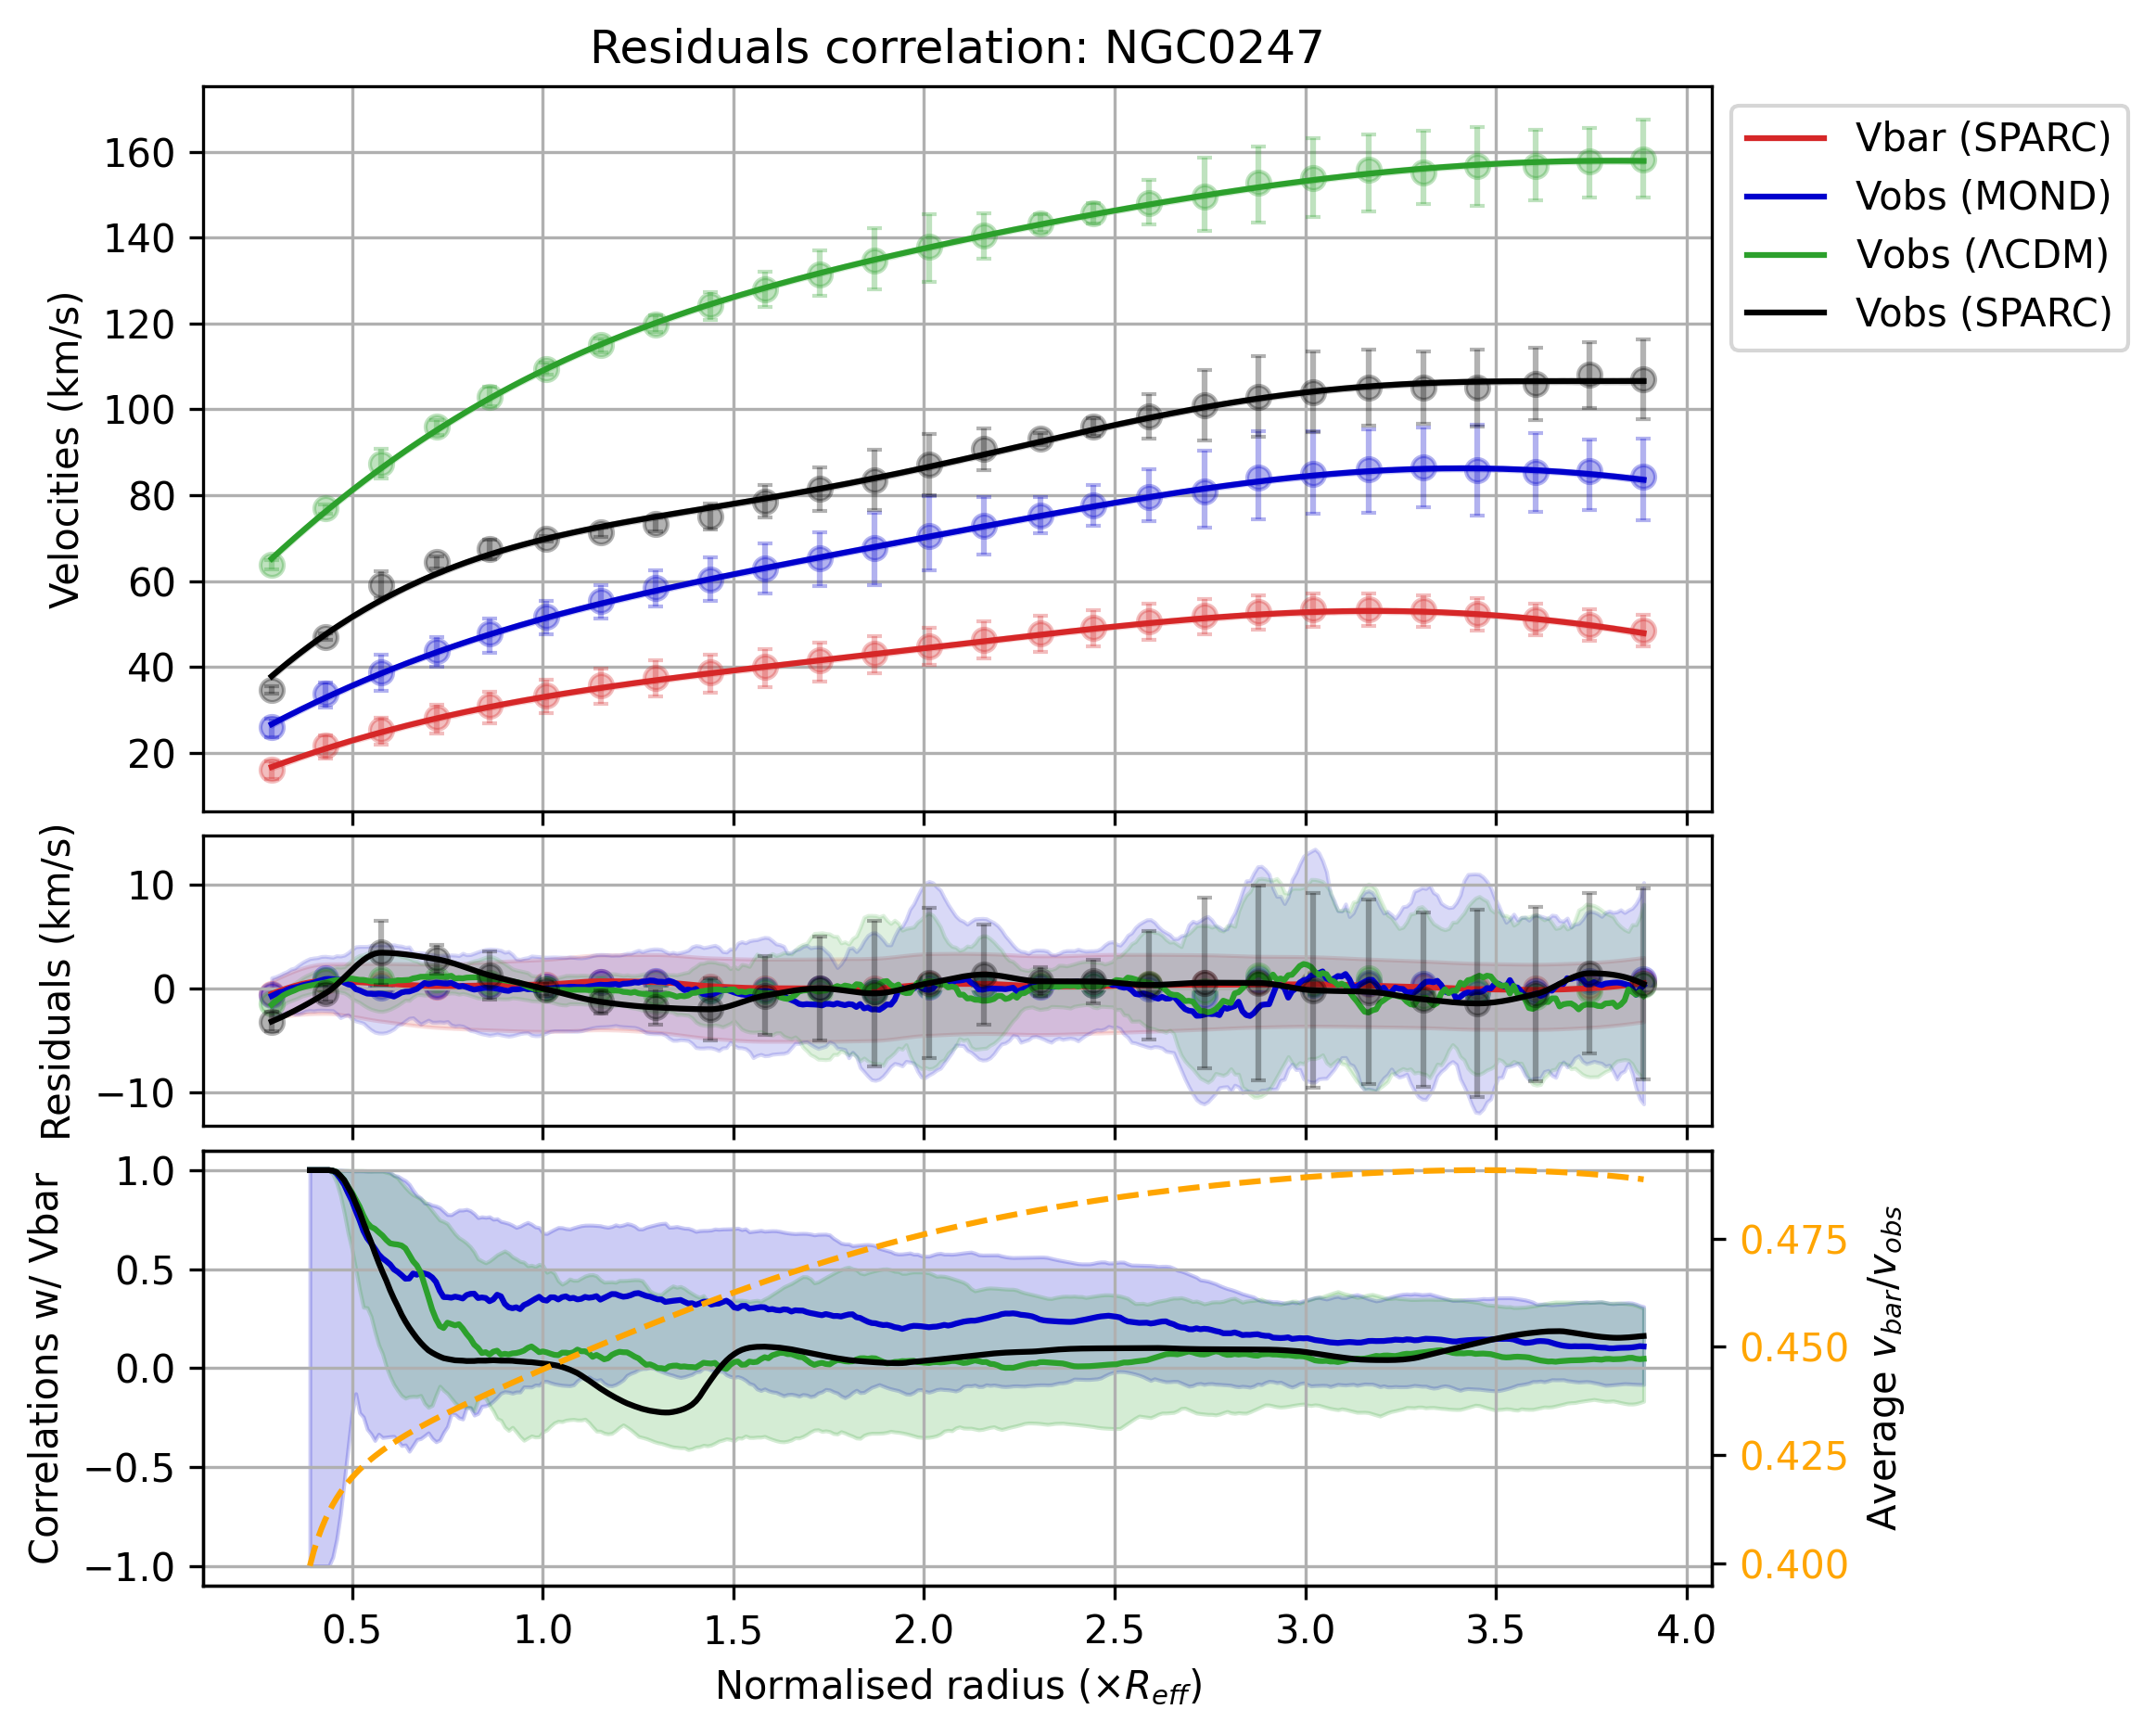 Residuals correlation: NGC0247
Velocities (km/s)
160
140
120
100
80
60
40
20
Vbar (SPARC)
Vobs (MOND)
Vobs (ΛCDM)
Vobs (SPARC)
Residuals (km/s)
10
0
−10
Correlations w/ Vbar
1.0
0.5
0.0
−0.5
−1.0
0.475
0.450
0.425
0.400
Average v_bar/v_obs
0.5 1.0 1.5 2.0 2.5 3.0 3.5 4.0
Normalised radius (×R_eff)